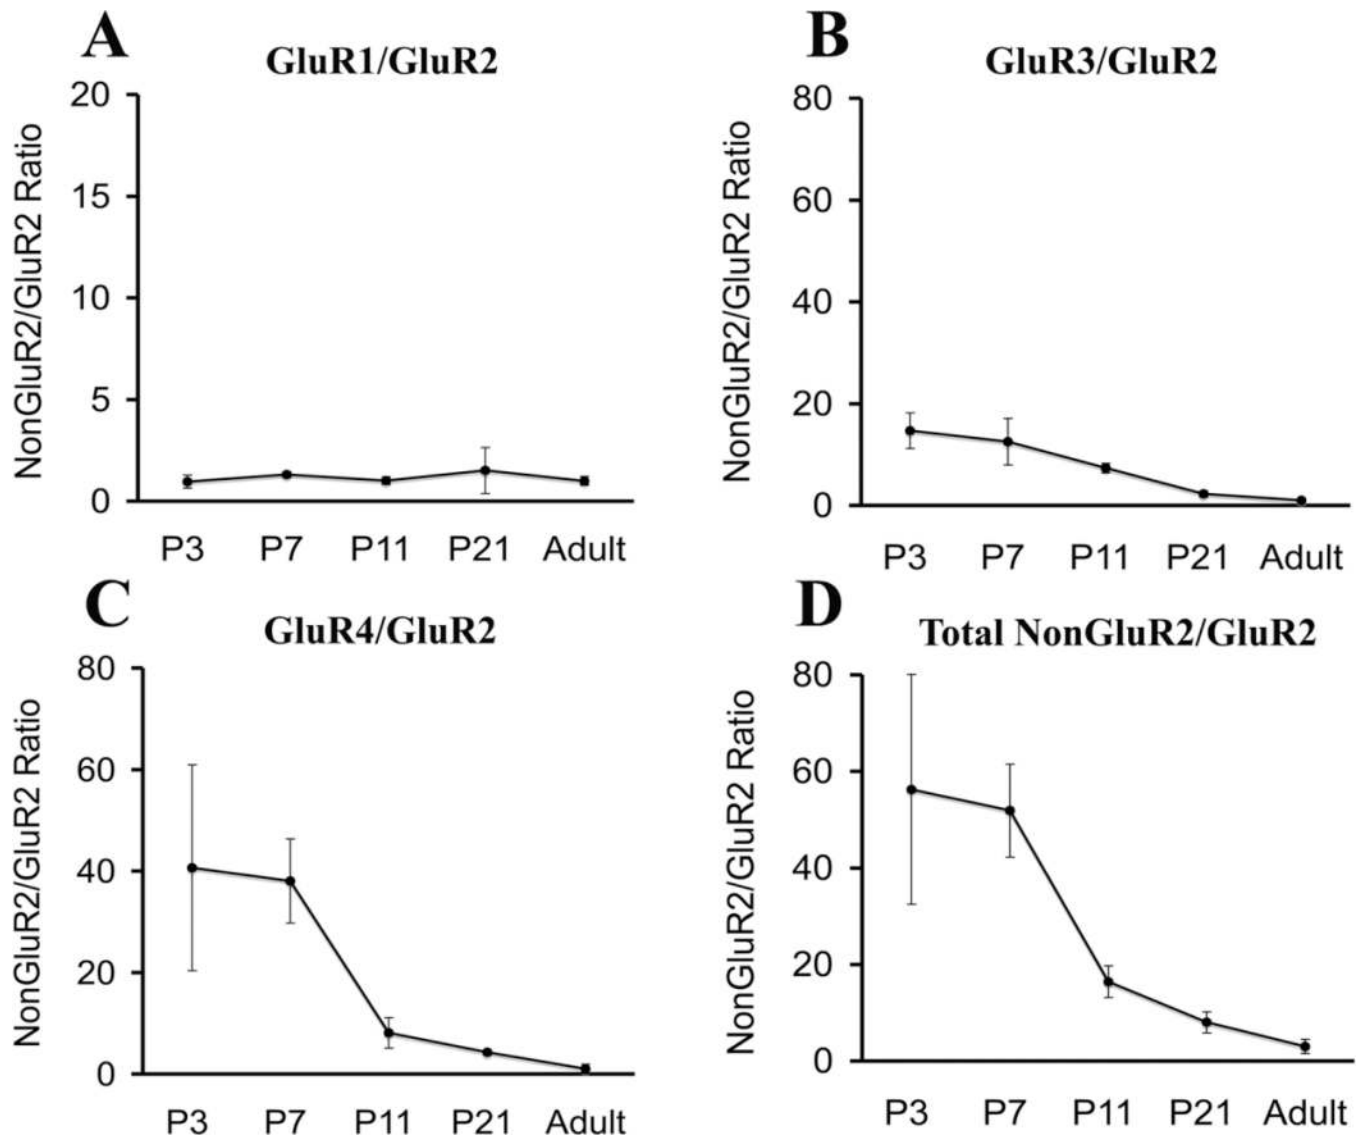 A
GluR1/GluR2
NonGluR2/GluR2 Ratio
20
15
10
5
0
P3 P7 P11 P21 Adult
B
GluR3/GluR2
NonGluR2/GluR2 Ratio
80
60
40
20
0
P3 P7 P11 P21 Adult
C
GluR4/GluR2
NonGluR2/GluR2 Ratio
80
60
40
20
0
P3 P7 P11 P21 Adult
D
Total NonGluR2/GluR2
NonGluR2/GluR2 Ratio
80
60
40
20
0
P3 P7 P11 P21 Adult